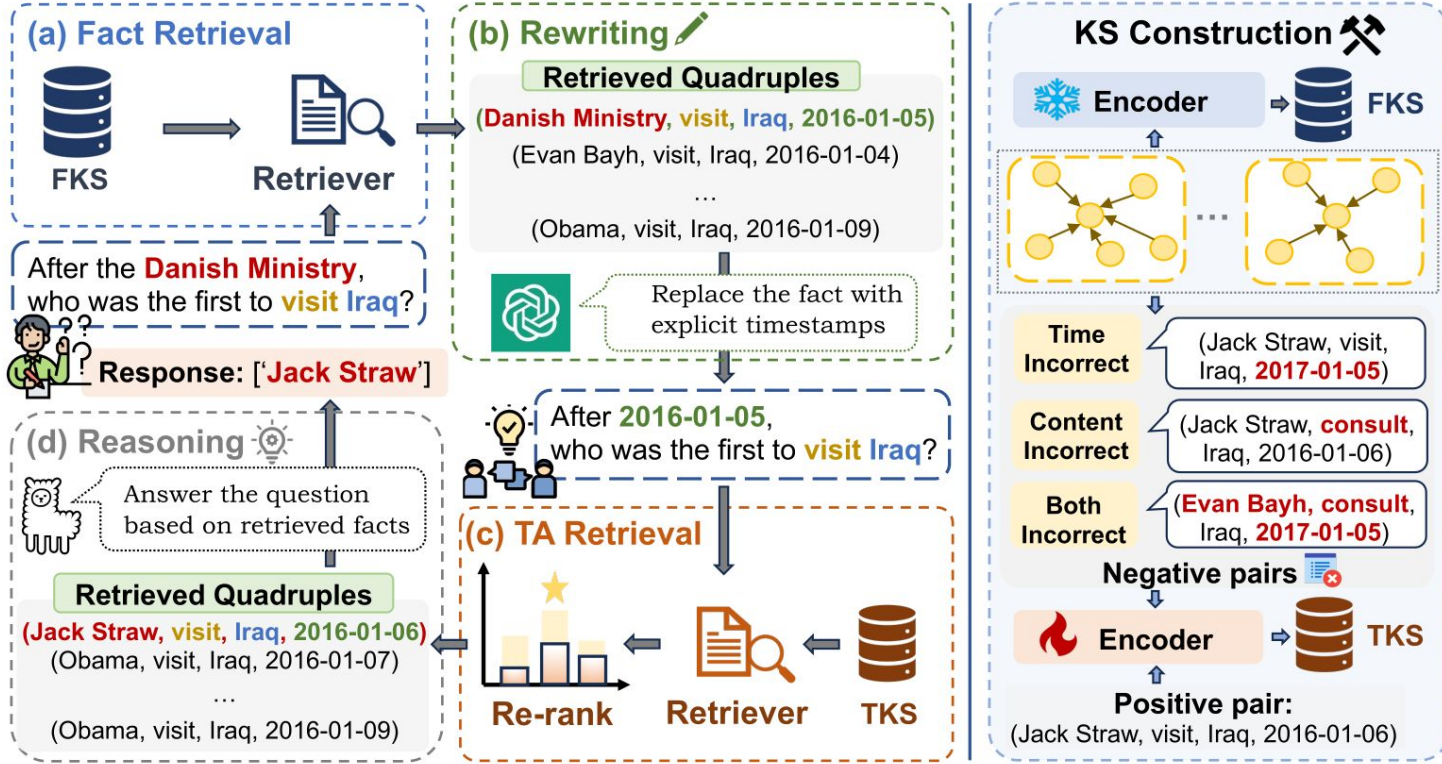 (a) Fact Retrieval
FKS
Retriever
After the Danish Ministry,
who was the first to visit Iraq?
Response: ['Jack Straw']
(b) Rewriting
Retrieved Quadruples
(Danish Ministry, visit, Iraq, 2016-01-05)
(Evan Bayh, visit, Iraq, 2016-01-04)
...
(Obama, visit, Iraq, 2016-01-09)
Replace the fact with
explicit timestamps
After 2016-01-05,
who was the first to visit Iraq?
(c) TA Retrieval
Re-rank
Retriever
TKS
(d) Reasoning
Answer the question
based on retrieved facts
Retrieved Quadruples
(Jack Straw, visit, Iraq, 2016-01-06)
(Obama, visit, Iraq, 2016-01-07)
...
(Obama, visit, Iraq, 2016-01-09)
KS Construction
Encoder
FKS
...
Time
Incorrect
(Jack Straw, visit,
Iraq, 2017-01-05)
Content
Incorrect
(Jack Straw, consult,
Iraq, 2016-01-06)
Both
Incorrect
(Evan Bayh, consult,
Iraq, 2017-01-05)
Negative pairs
Encoder
TKS
Positive pair:
(Jack Straw, visit, Iraq, 2016-01-06)